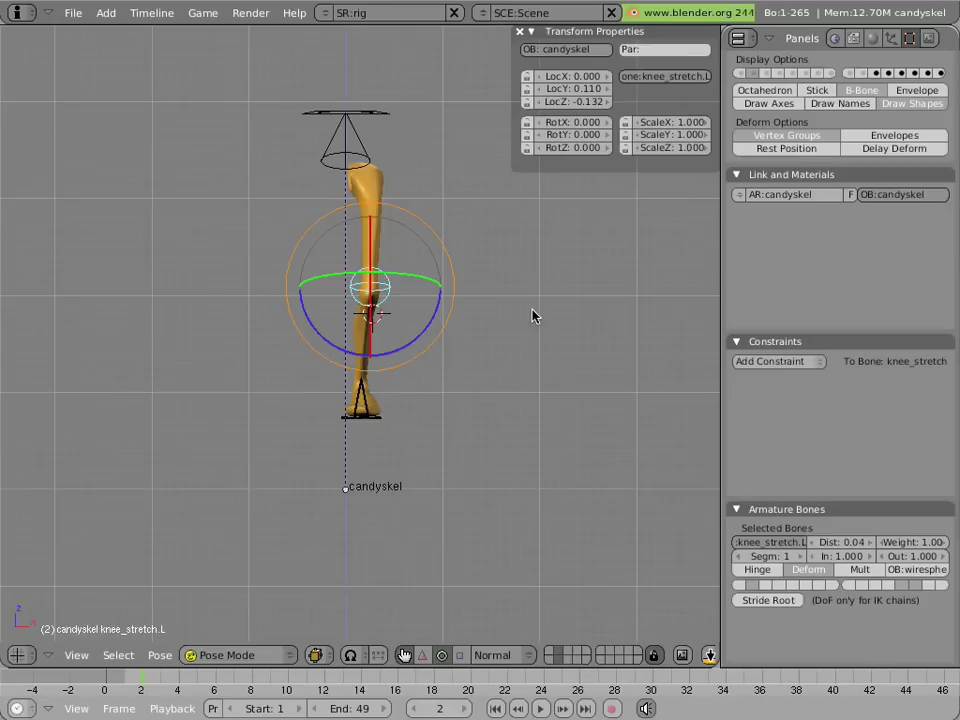 File Add Timeline Game Render Help SR:rig SCE:Scene www.blender.org 244 Bo:1-265 | Mem:12.70M candyskel
Transform Properties
OB: candyskel Par:
LocX: 0.000 one:knee_stretch.L
LocY: 0.110
LocZ: -0.132
RotX: 0.000 ScaleX: 1.000
RotY: 0.000 ScaleY: 1.000
RotZ: 0.000 ScaleZ: 1.000
Panels
Display Options
Octahedron Stick B-Bone Envelope
Draw Axes Draw Names Draw Shapes
Deform Options
Vertex Groups Envelopes
Rest Position Delay Deform
Link and Materials
AR:candyskel F OB:candyskel
Constraints
Add Constraint To Bone: knee_stretch
Armature Bones
Selected Bones
:knee_stretch.L Dist: 0.04 Weight: 1.00
Segm: 1 In: 1.000 Out: 1.000
Hinge Deform Mult OB:wiresphe
Stride Root (DoF only for IK chains)
candyskel
z
x
(2) candyskel knee_stretch.L
View Select Pose Pose Mode Normal
-4 -2 0 2 4 6 8 10 12 14 16 18 20 22 24 26 28 30 32 34 36 38 40 42 44 46
View Frame Playback Pr Start: 1 End: 49 2